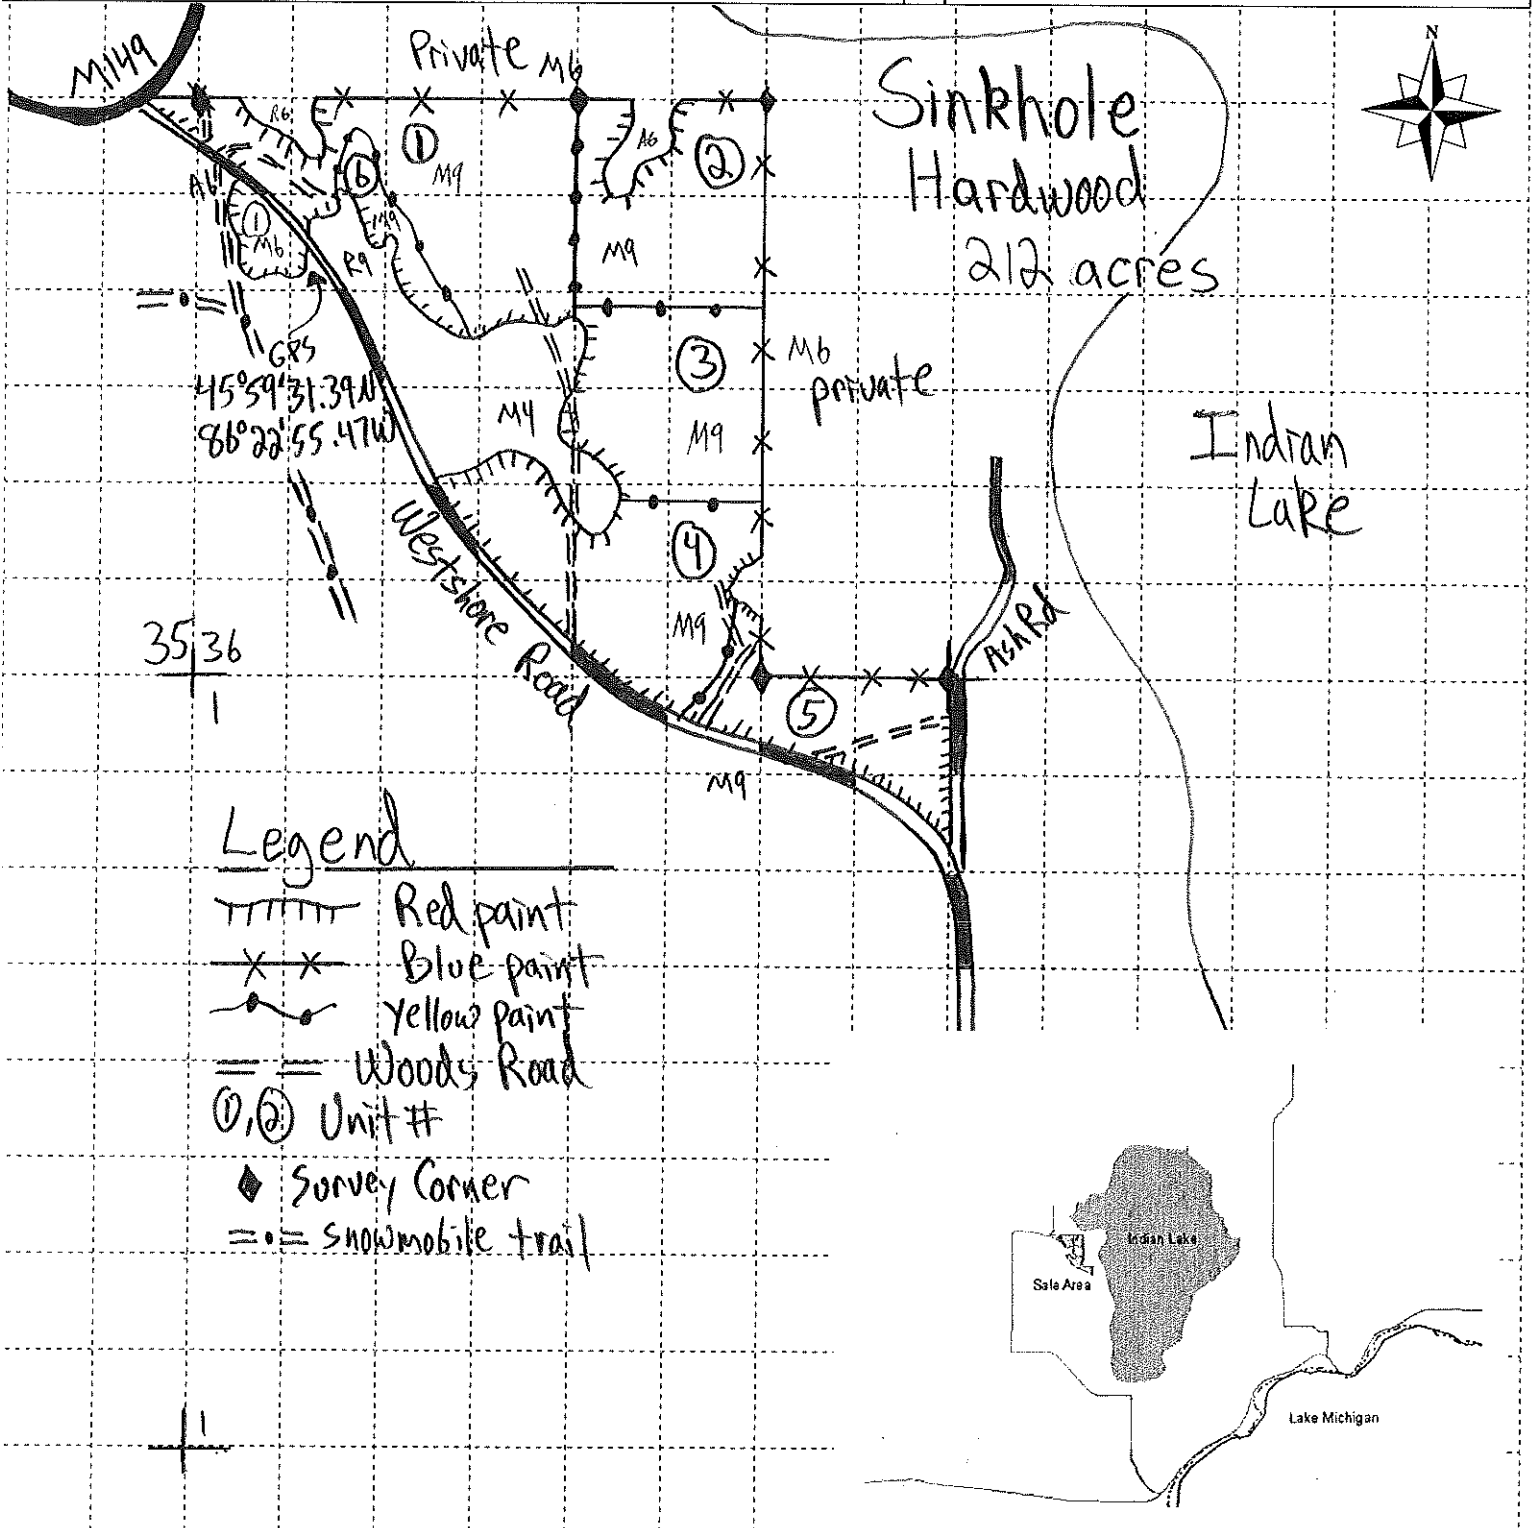 M149
Private M6
N
Sinkhole
Hardwood
212 acres
R6
①
M9
⑥
A6
②
M9
A6
①
M6
R9
M9
GPS
45°59'31.39N
86°22'55.47W
③
M6
private
M4
M9
Indian
Lake
Westshore Road
④
M9
Ash Rd
35 36
1
⑤
M9
Legend
Red paint
Blue paint
Yellow paint
Woods Road
①,② Unit #
Survey Corner
Snowmobile trail
1
Indian Lake
Sale Area
Lake Michigan